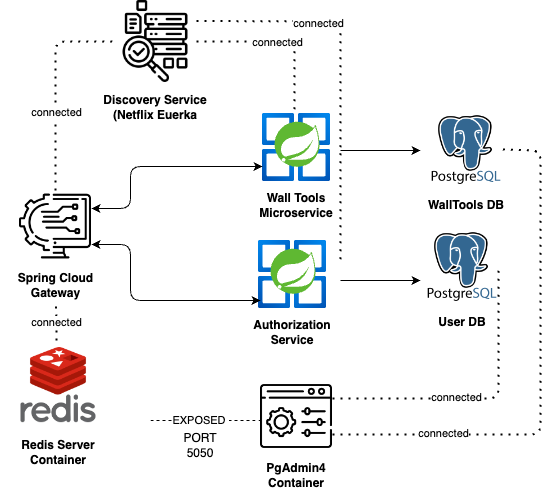 connected
connected
connected
Discovery Service
(Netflix Euerka
Wall Tools
Microservice
PostgreSQL
WallTools DB
Spring Cloud
Gateway
PostgreSQL
User DB
Authorization
Service
connected
redis
Redis Server
Container
EXPOSED
PORT
5050
connected
connected
PgAdmin4
Container